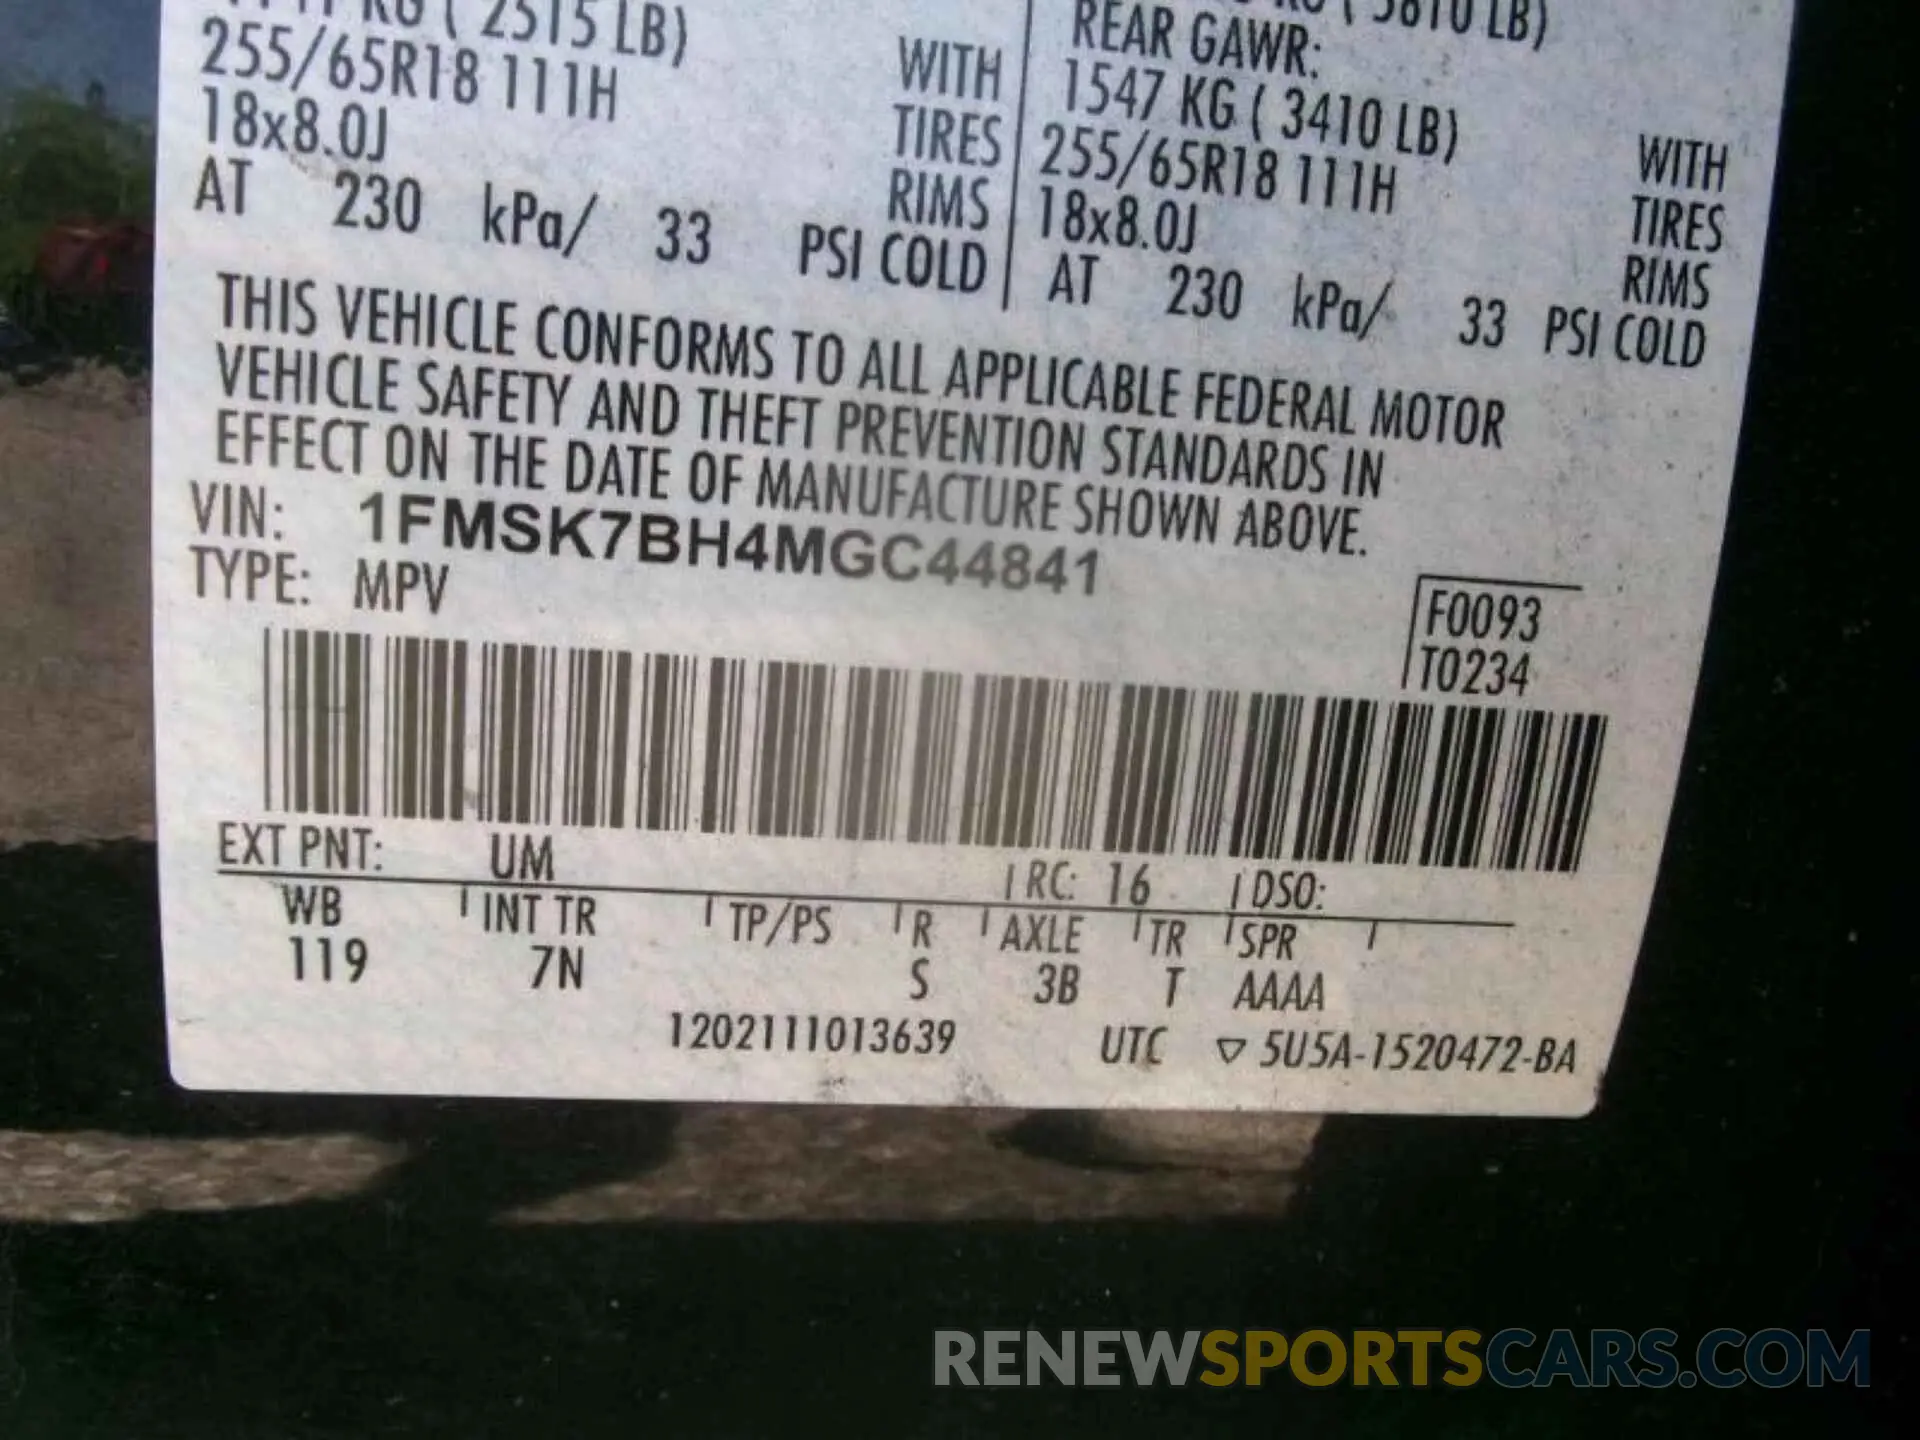 KG ( 2515 LB)
255/65R18 111H WITH
18x8.0J TIRES
RIMS
AT 230 kPa/ 33 PSI COLD
LB)
REAR GAWR:
1547 KG ( 3410 LB)
255/65R18 111H WITH
18x8.0J TIRES
RIMS
AT 230 kPa/ 33 PSI COLD
THIS VEHICLE CONFORMS TO ALL APPLICABLE FEDERAL MOTOR
VEHICLE SAFETY AND THEFT PREVENTION STANDARDS IN
EFFECT ON THE DATE OF MANUFACTURE SHOWN ABOVE.
VIN: 1FMSK7BH4MGC44841
TYPE: MPV
F0093
T0234
EXT PNT: UM RC: 16 DSO:
WB INT TR TP/PS R AXLE TR SPR
119 7N S 3B T AAAA
1202111013639 UTC ▽ 5U5A-1520472-BA
RENEWSPORTSCARS.COM